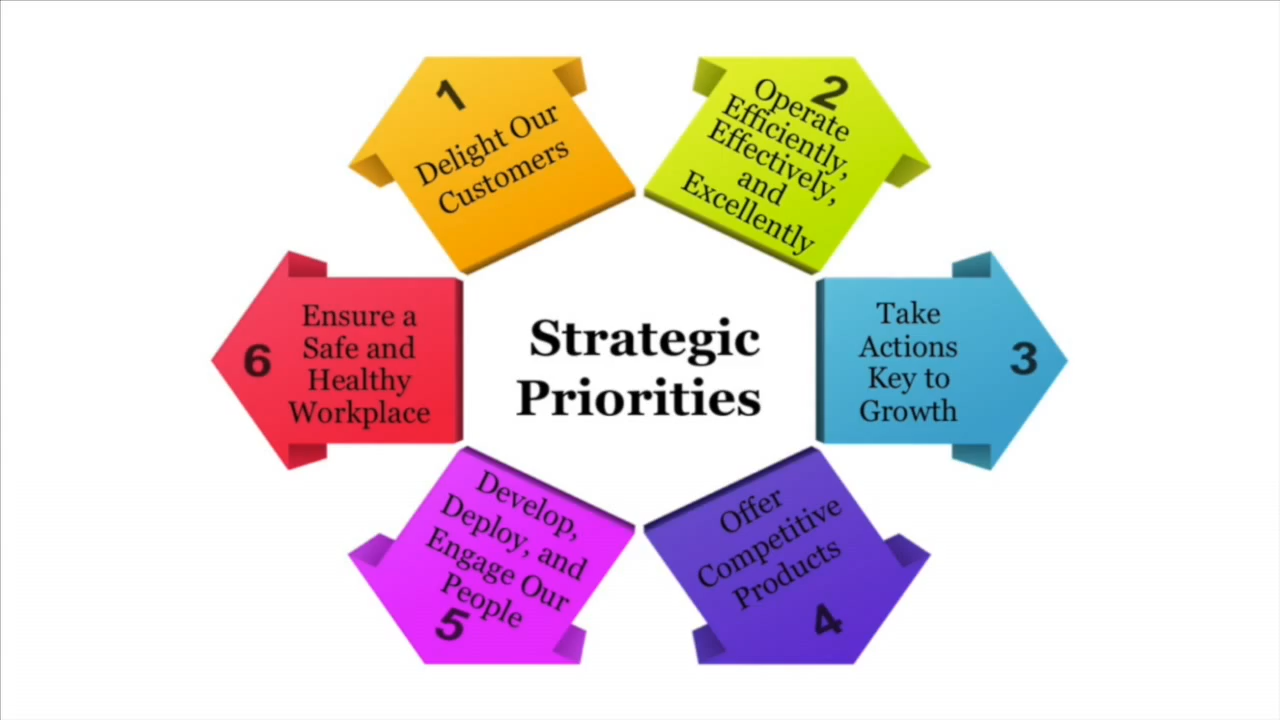 Strategic
Priorities
1
Delight Our
Customers
2
Operate
Efficiently,
Effectively,
and
Excellently
Take
Actions
Key to
Growth
3
Offer
Competitive
Products
4
Develop,
Deploy, and
Engage Our
People
5
Ensure a
Safe and
Healthy
Workplace
6